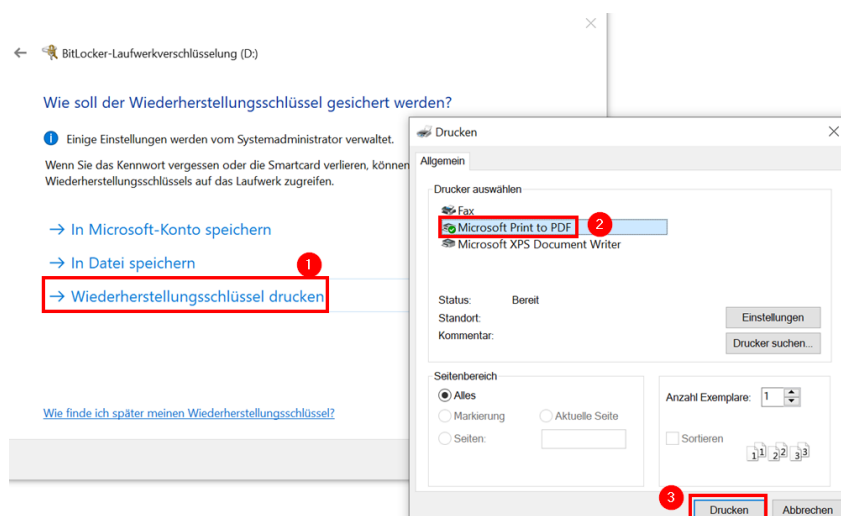 BitLocker-Laufwerkverschlüsselung (D:)
Wie soll der Wiederherstellungsschlüssel gesichert werden?
Einige Einstellungen werden vom Systemadministrator verwaltet.
Wenn Sie das Kennwort vergessen oder die Smartcard verlieren, können
Wiederherstellungsschlüssels auf das Laufwerk zugreifen.
In Microsoft-Konto speichern
In Datei speichern
1
Wiederherstellungsschlüssel drucken
Wie finde ich später meinen Wiederherstellungsschlüssel?
Drucken
Allgemein
Drucker auswählen
Fax
Microsoft Print to PDF
2
Microsoft XPS Document Writer
Status: Bereit
Standort:
Kommentar:
Einstellungen
Drucker suchen...
Seitenbereich
Alles
Markierung Aktuelle Seite
Seiten:
Anzahl Exemplare: 1
Sortieren
1 1 2 2 3 3
3
Drucken Abbrechen